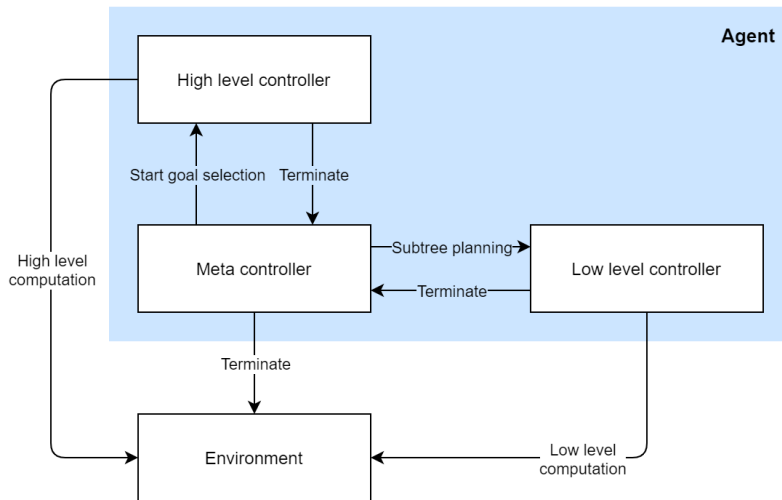 Agent
High level controller
Start goal selection
Terminate
High level
computation
Meta controller
Subtree planning
Terminate
Low level controller
Terminate
Environment
Low level
computation